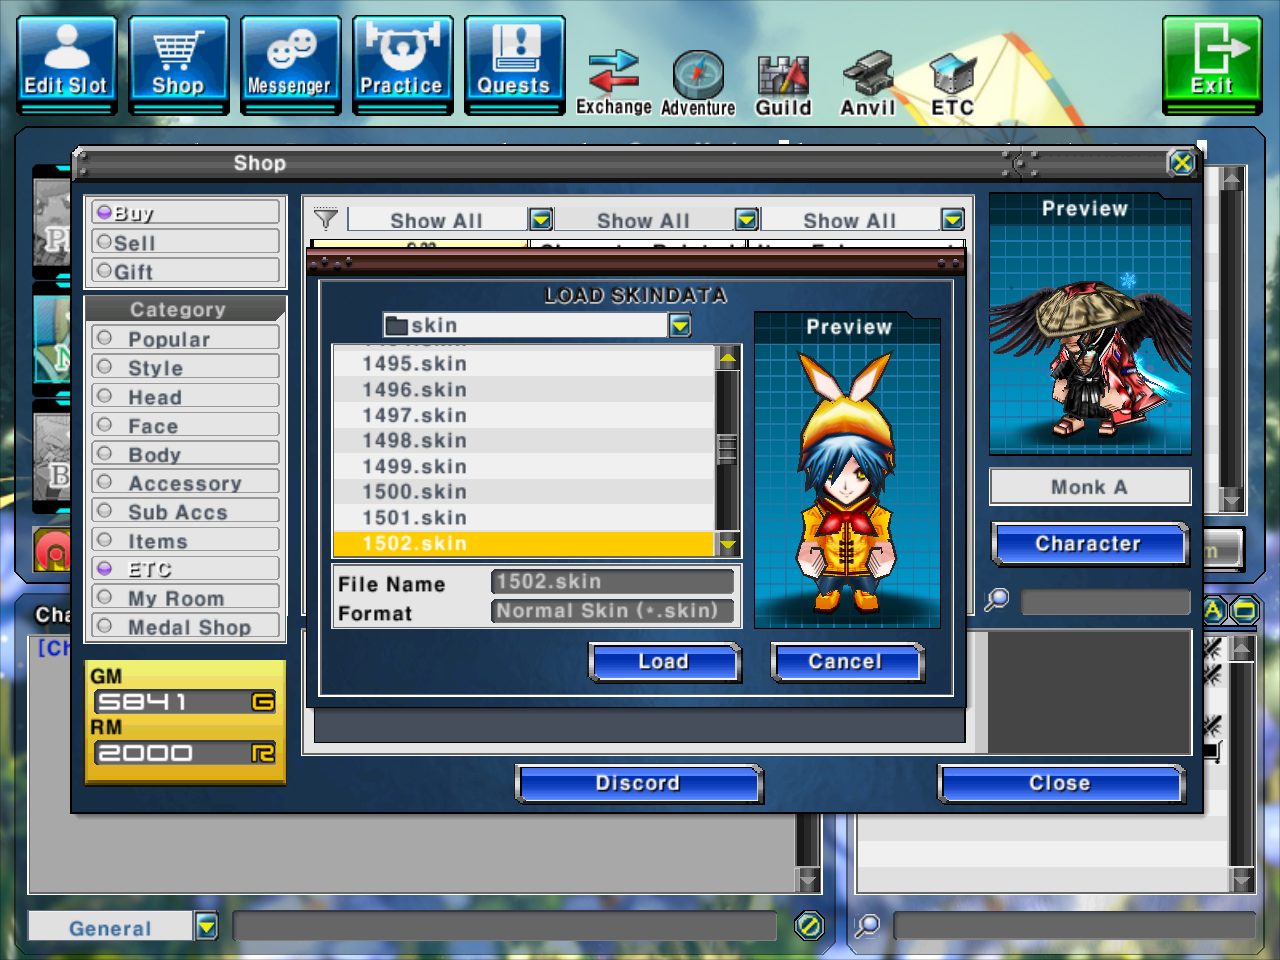 Edit Slot
Shop
Messenger
Practice
Quests
Exchange
Adventure
Guild
Anvil
ETC
Exit
Shop
Buy
Sell
Gift
Category
Popular
Style
Head
Face
Body
Accessory
Sub Accs
Items
ETC
My Room
Medal Shop
GM
5841 G
RM
2000 R
Show All
Show All
Show All
LOAD SKINDATA
skin
1495.skin
1496.skin
1497.skin
1498.skin
1499.skin
1500.skin
1501.skin
1502.skin
File Name
1502.skin
Format
Normal Skin (*.skin)
Preview
Load
Cancel
Preview
Monk A
Character
Discord
Close
General